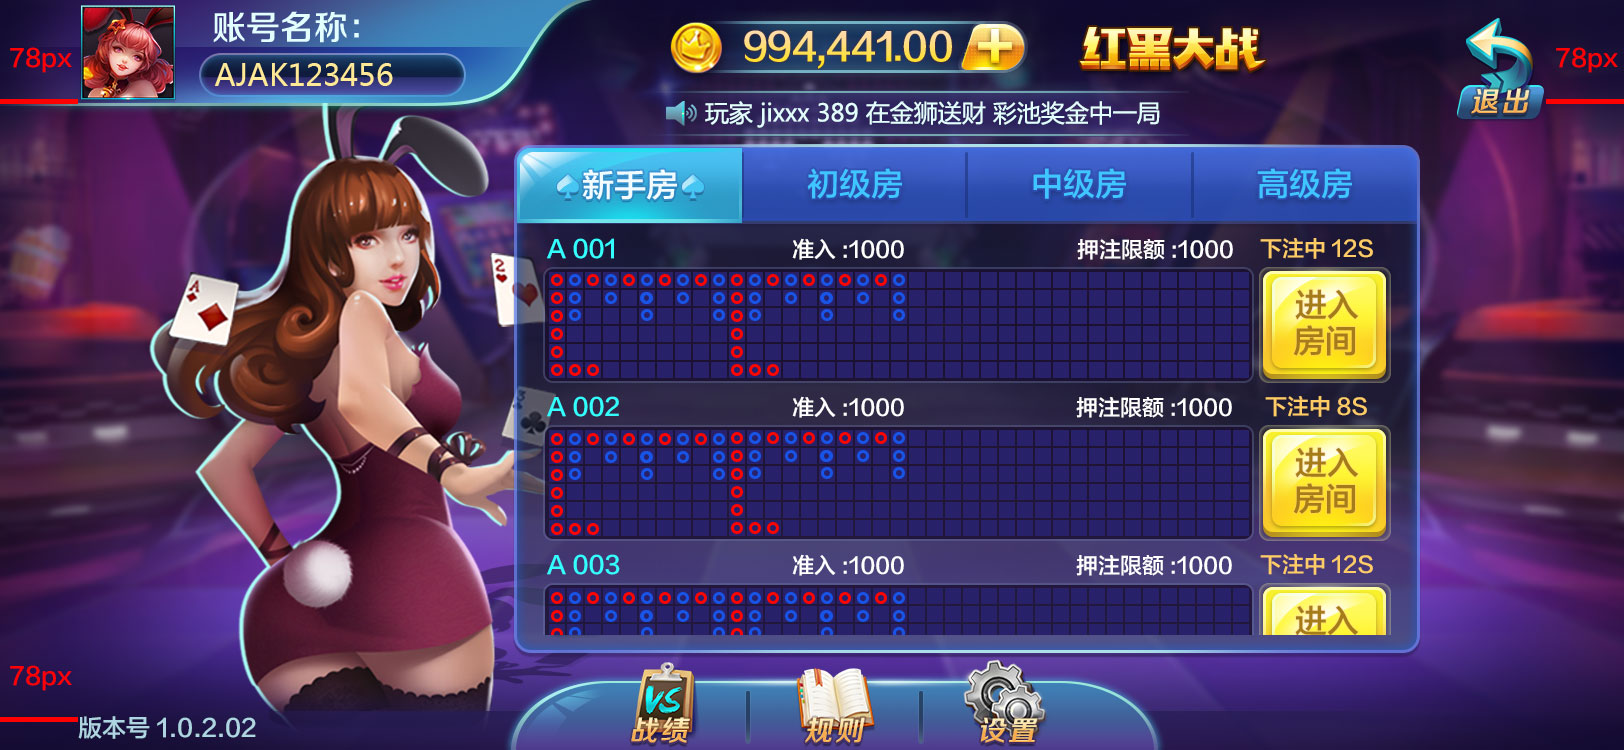 78px
账号名称:
AJAK123456
994,441.00
红黑大战
78px
退出
玩家 jixxx 389 在金狮送财 彩池奖金中一局
新手房
初级房
中级房
高级房
A 001
准入 :1000
押注限额 :1000
下注中 12S
进入
房间
A
2
A 002
准入 :1000
押注限额 :1000
下注中 8S
进入
房间
3
A 003
准入 :1000
押注限额 :1000
下注中 12S
进入
78px
版本号 1.0.2.02
VS
战绩
规则
设置